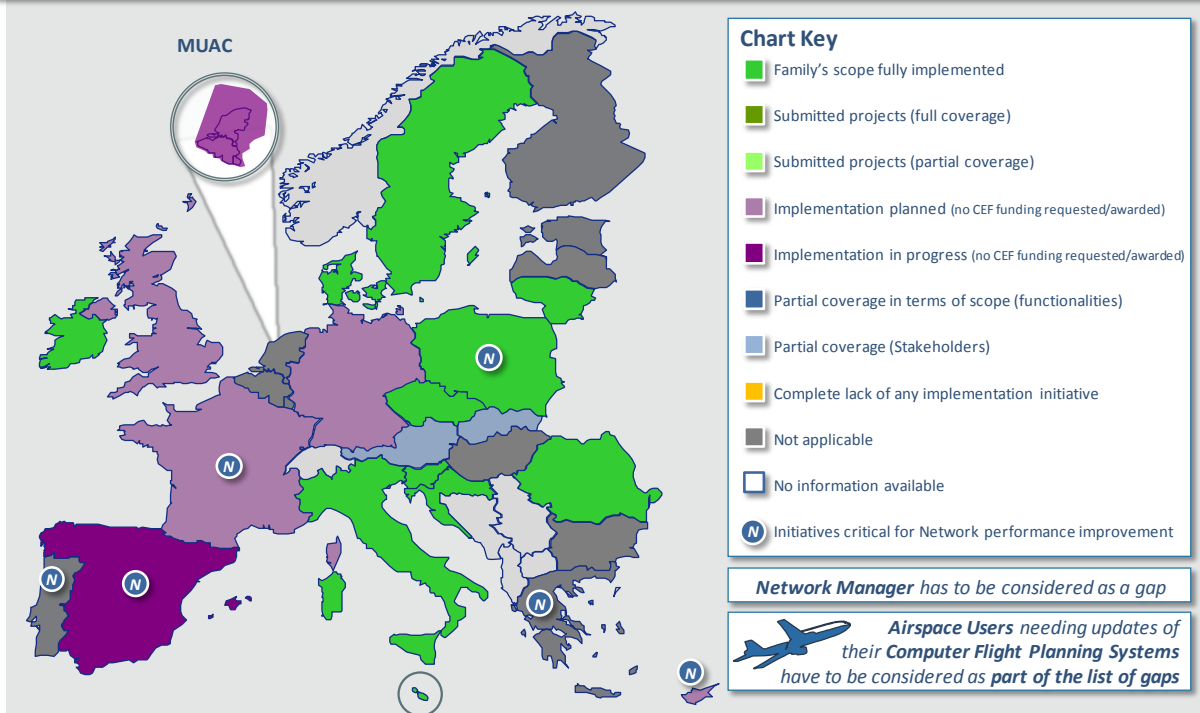 MUAC
N
N
N
N
N
N
Chart Key
Family's scope fully implemented
Submitted projects (full coverage)
Submitted projects (partial coverage)
Implementation planned (no CEF funding requested/awarded)
Implementation in progress (no CEF funding requested/awarded)
Partial coverage in terms of scope (functionalities)
Partial coverage (Stakeholders)
Complete lack of any implementation initiative
Not applicable
No information available
N Initiatives critical for Network performance improvement
Network Manager has to be considered as a gap
Airspace Users needing updates of
their Computer Flight Planning Systems
have to be considered as part of the list of gaps